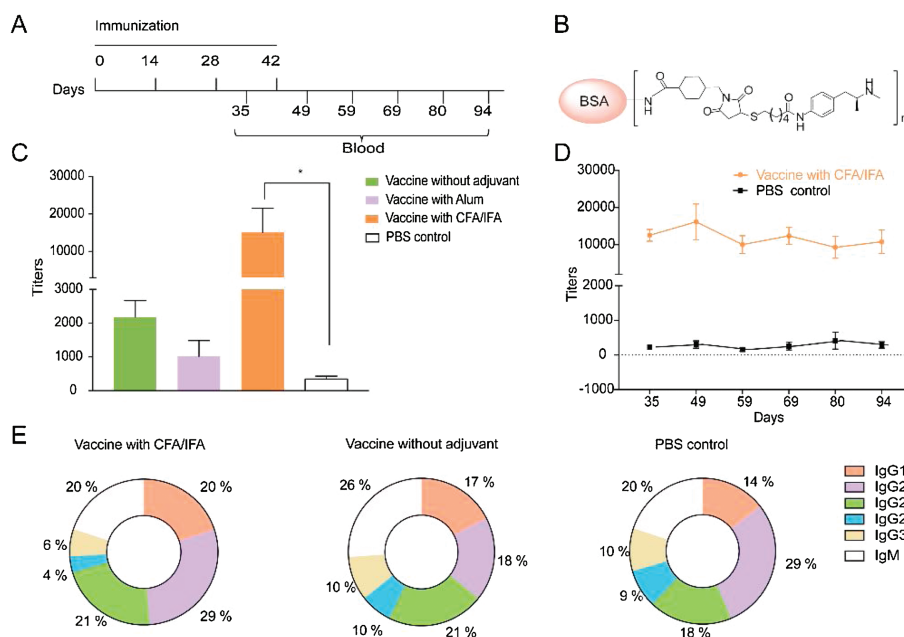 A
Immunization
0 14 28 42
Days
35 49 59 69 80 94
Blood
B
BSA
NH
O
N
O
O
S
4
O
N
H
H
N
n
C
Vaccine without adjuvant
Vaccine with Alum
Vaccine with CFA/IFA
PBS control
*
Titers
30000
20000
10000
3000
2000
1000
0
D
Vaccine with CFA/IFA
PBS control
Titers
30000
20000
10000
2000
1000
0
-1000
35 49 59 69 80 94
Days
E
Vaccine with CFA/IFA
20 %
20 %
6 %
4 %
21 %
29 %
Vaccine without adjuvant
26 %
17 %
18 %
10 %
10 %
21 %
PBS control
20 %
14 %
10 %
29 %
9 %
18 %
IgG1
IgG2
IgG2
IgG2
IgG3
IgM